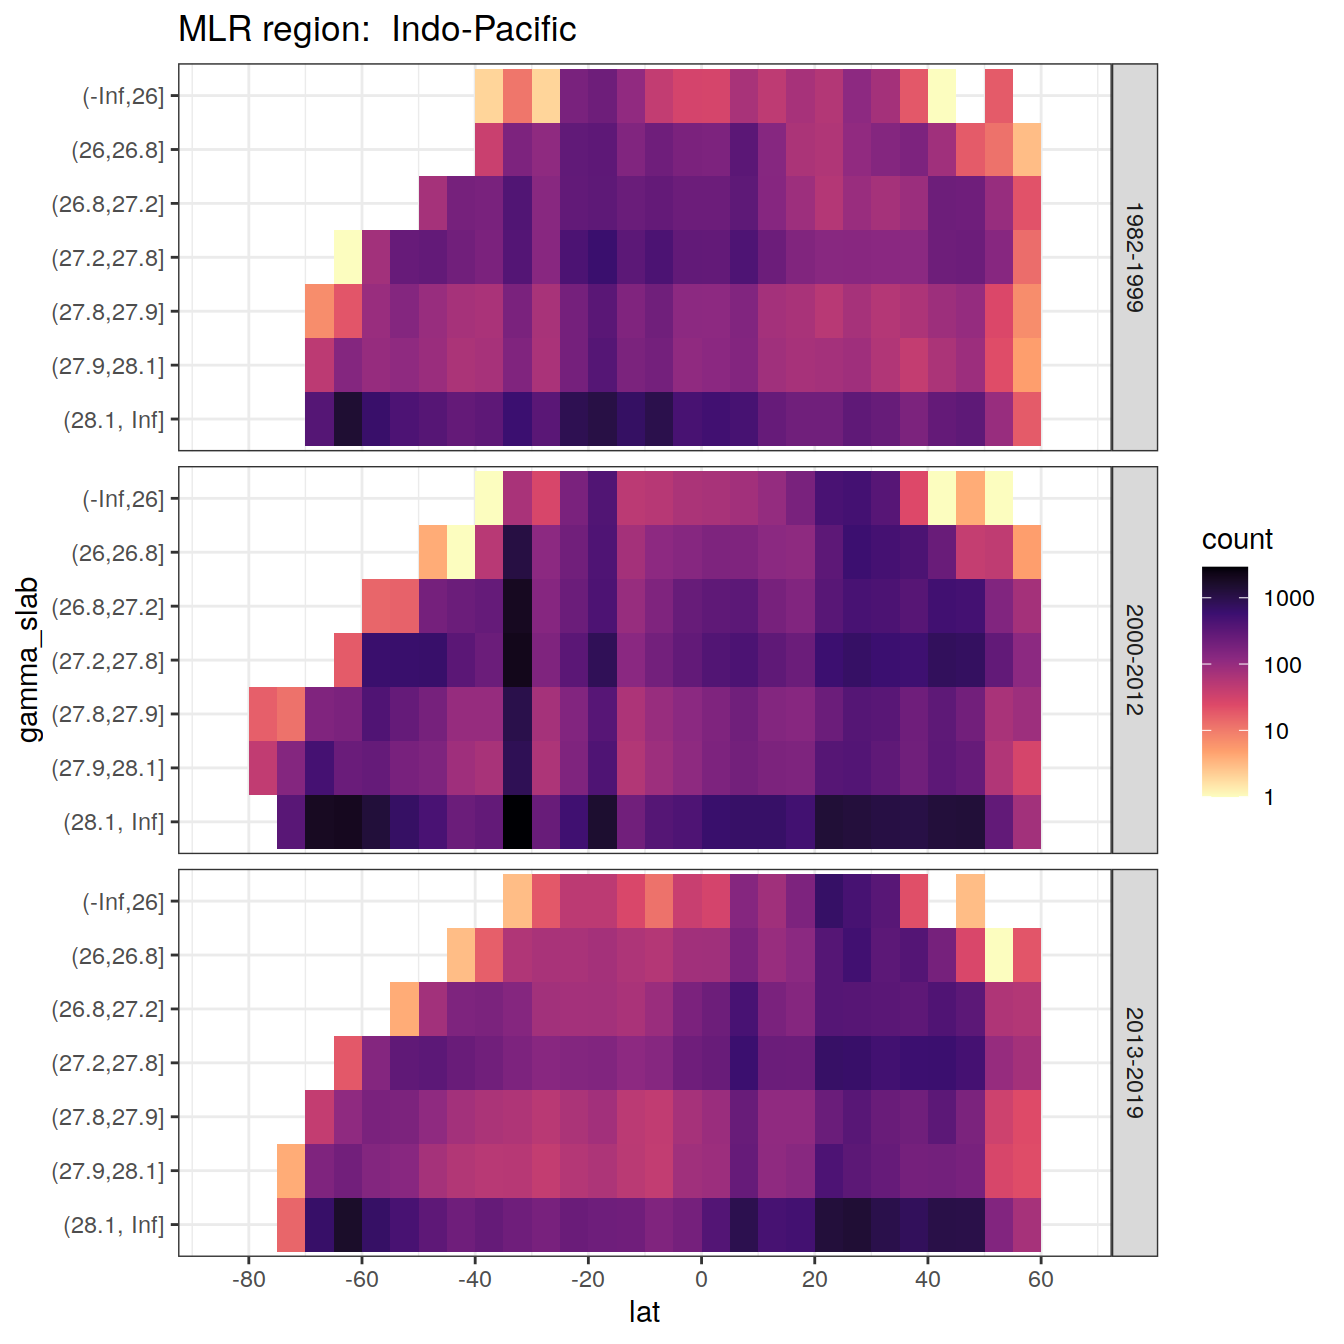 MLR region:  Indo-Pacific
(-Inf,26]
(26,26.8]
(26.8,27.2]
(27.2,27.8]
(27.8,27.9]
(27.9,28.1]
(28.1, Inf]
1982-1999
(-Inf,26]
(26,26.8]
(26.8,27.2]
(27.2,27.8]
(27.8,27.9]
(27.9,28.1]
(28.1, Inf]
2000-2012
(-Inf,26]
(26,26.8]
(26.8,27.2]
(27.2,27.8]
(27.8,27.9]
(27.9,28.1]
(28.1, Inf]
2013-2019
gamma_slab
-80 -60 -40 -20 0 20 40 60
lat
count
1000
100
10
1